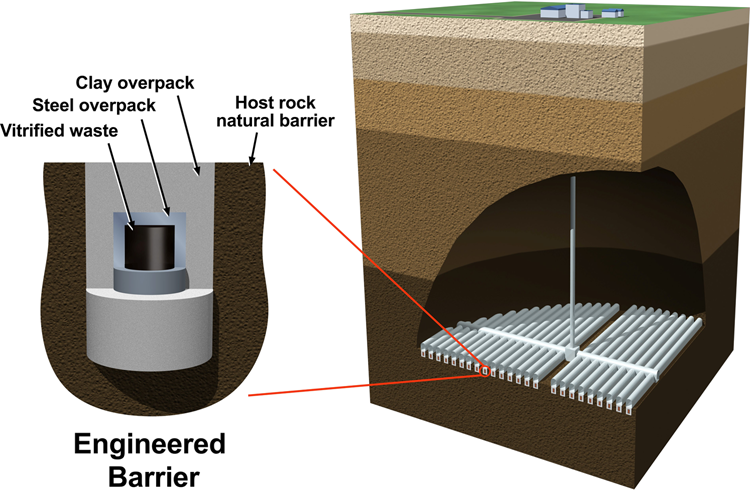 Clay overpack
Steel overpack
Vitrified waste
Host rock
natural barrier
Engineered
Barrier